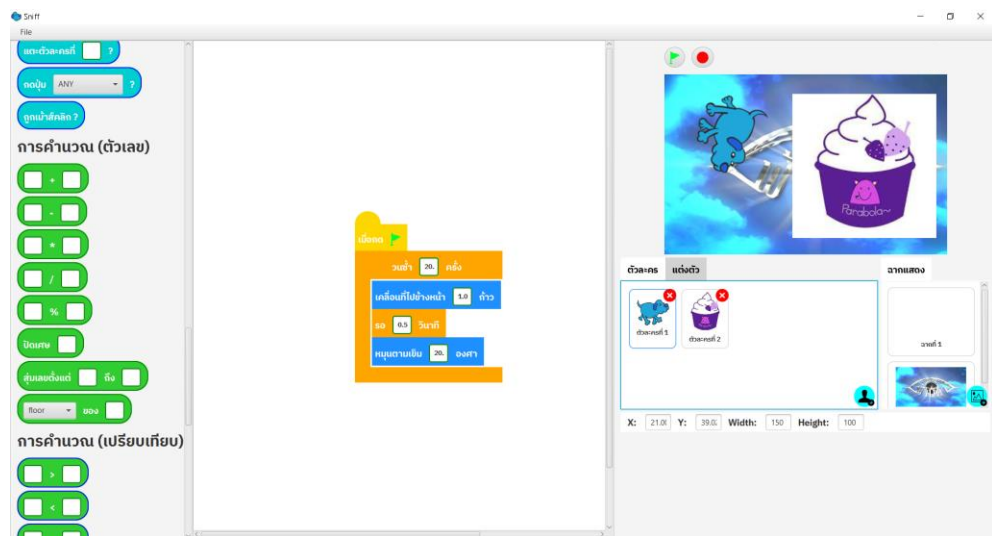 Sniff
File
แตะตัวละครที่ ?
กดปุ่ม ANY ?
ถูกเมาส์คลิก ?
การคำนวณ (ตัวเลข)
+
-
*
/
%
ปัดเศษ
สุ่มเลขตั้งแต่ ถึง
floor ของ
การคำนวณ (เปรียบเทียบ)
>
<
เมื่อกด
วนซ้ำ 20. ครั้ง
เคลื่อนที่ไปข้างหน้า 1.0 ก้าว
รอ 0.5 วินาที
หมุนตามเข็ม 20. องศา
Parabola~
ตัวละคร แต่งตัว ฉากแสดง
ตัวละครที่ 1
ตัวละครที่ 2
ฉากที่ 1
X: 21.0 Y: 39.0 Width: 150 Height: 100